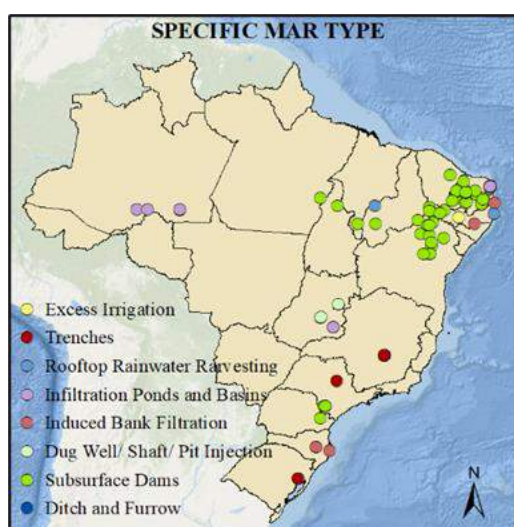 SPECIFIC MAR TYPE
Excess Irrigation
Trenches
Rooftop Rainwater Rarvesting
Infiltration Ponds and Basins
Induced Bank Filtration
Dug Well/ Shaft/ Pit Injection
Subsurface Dams
Ditch and Furrow
N